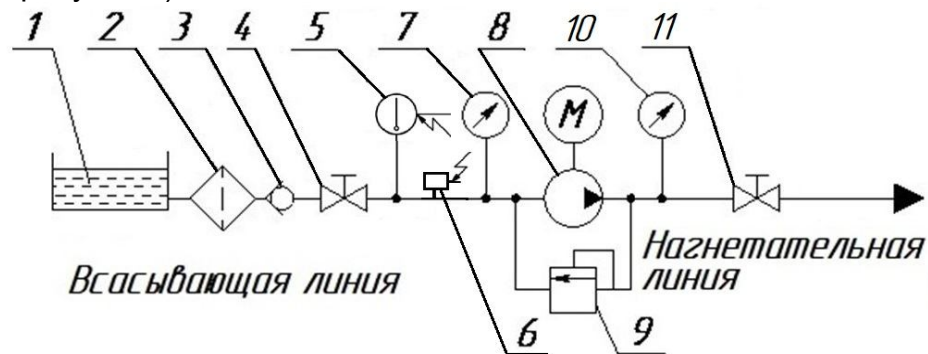 1 2 3 4 5 7 8 10 11
M
Всасывающая линия
Нагнетательная
линия
6 9